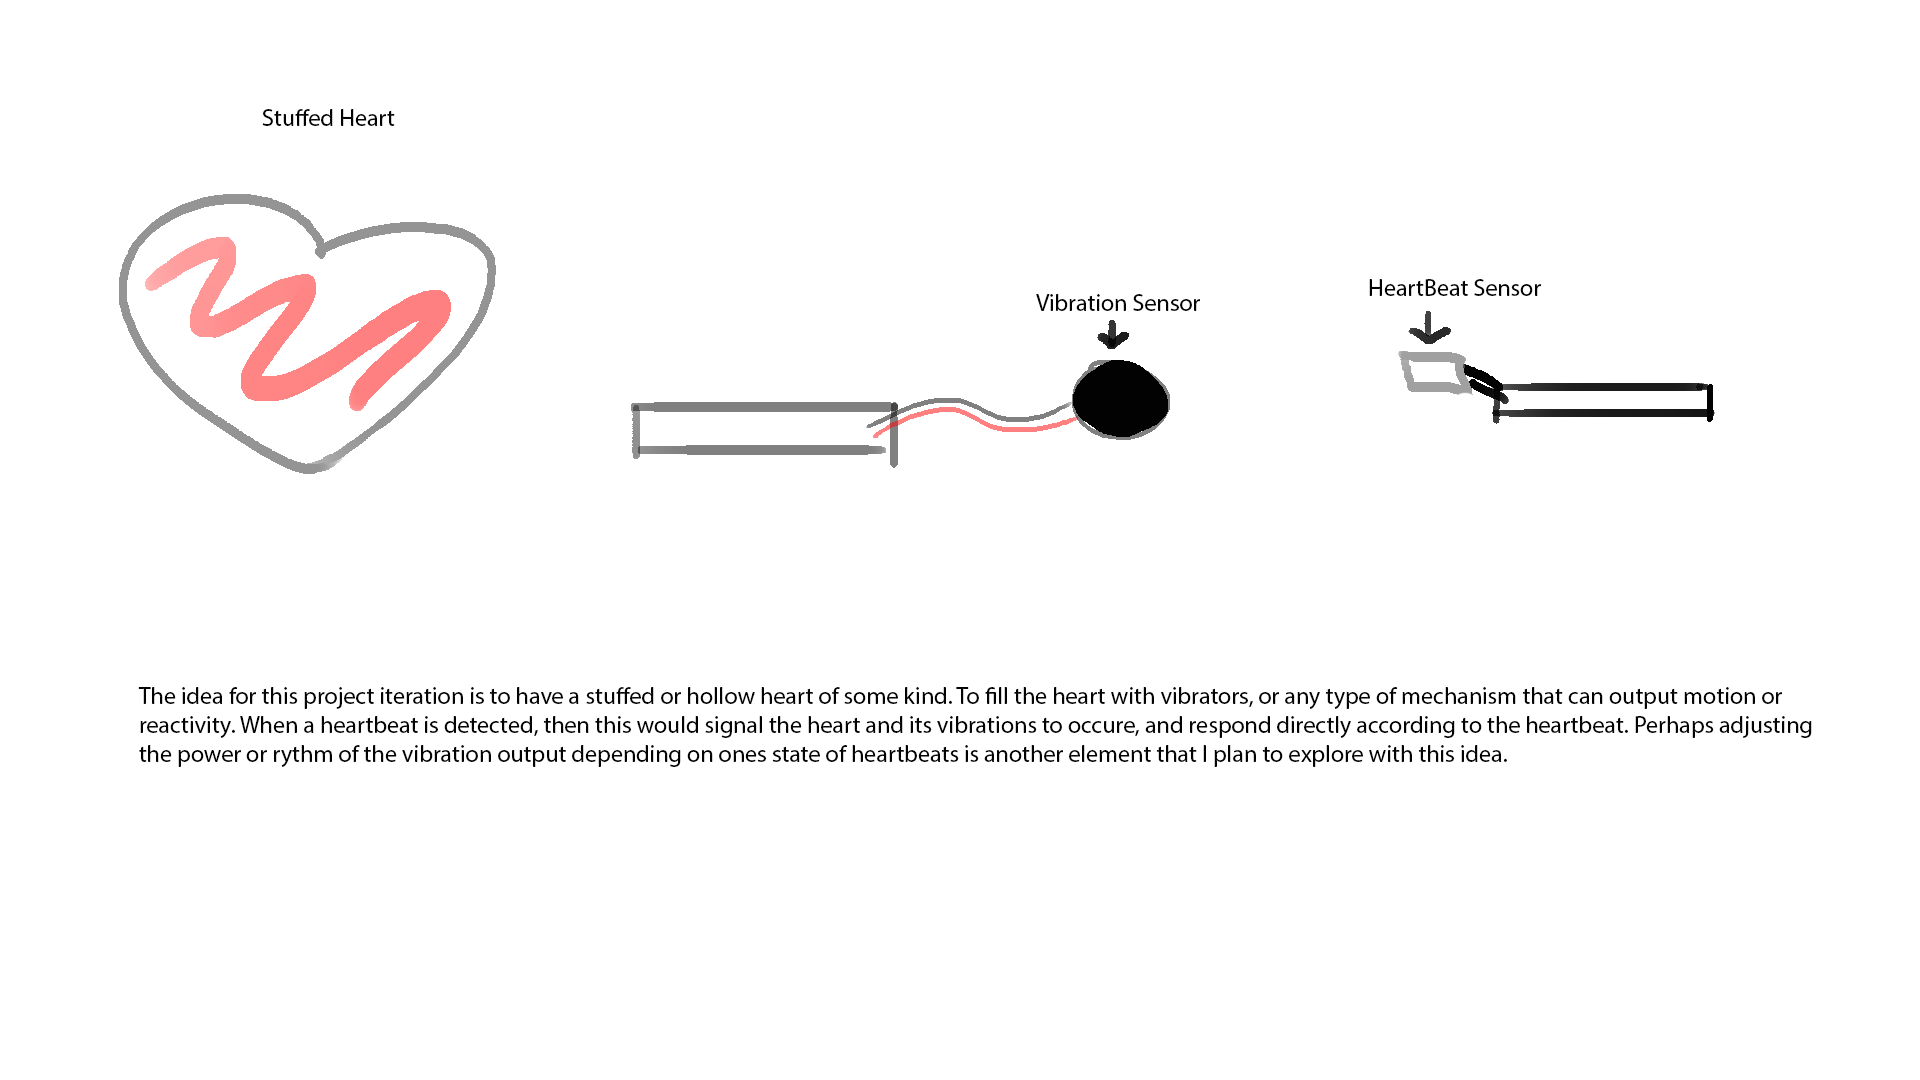 Stuffed Heart
Vibration Sensor
HeartBeat Sensor
The idea for this project iteration is to have a stuffed or hollow heart of some kind. To fill the heart with vibrators, or any type of mechanism that can output motion or
reactivity. When a heartbeat is detected, then this would signal the heart and its vibrations to occure, and respond directly according to the heartbeat. Perhaps adjusting
the power or rythm of the vibration output depending on ones state of heartbeats is another element that I plan to explore with this idea.